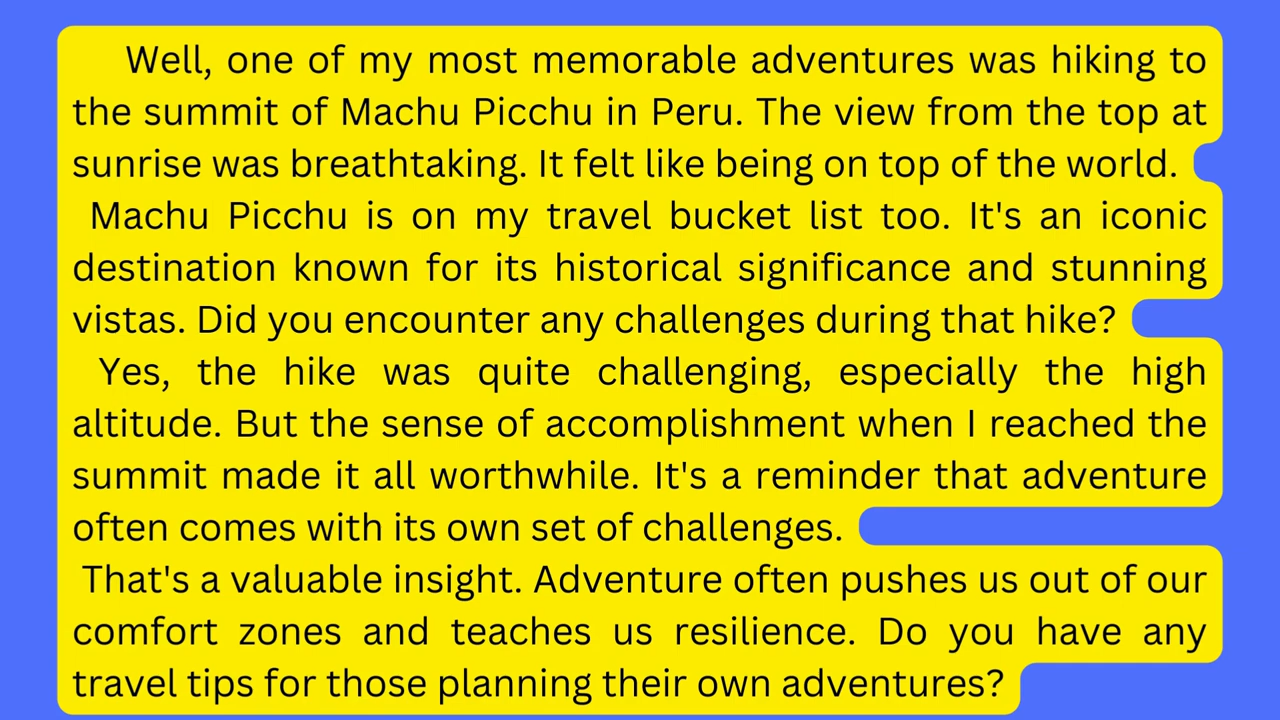 Well, one of my most memorable adventures was hiking to
the summit of Machu Picchu in Peru. The view from the top at
sunrise was breathtaking. It felt like being on top of the world.
Machu Picchu is on my travel bucket list too. It's an iconic
destination known for its historical significance and stunning
vistas. Did you encounter any challenges during that hike?
Yes, the hike was quite challenging, especially the high
altitude. But the sense of accomplishment when I reached the
summit made it all worthwhile. It's a reminder that adventure
often comes with its own set of challenges.
That's a valuable insight. Adventure often pushes us out of our
comfort zones and teaches us resilience. Do you have any
travel tips for those planning their own adventures?